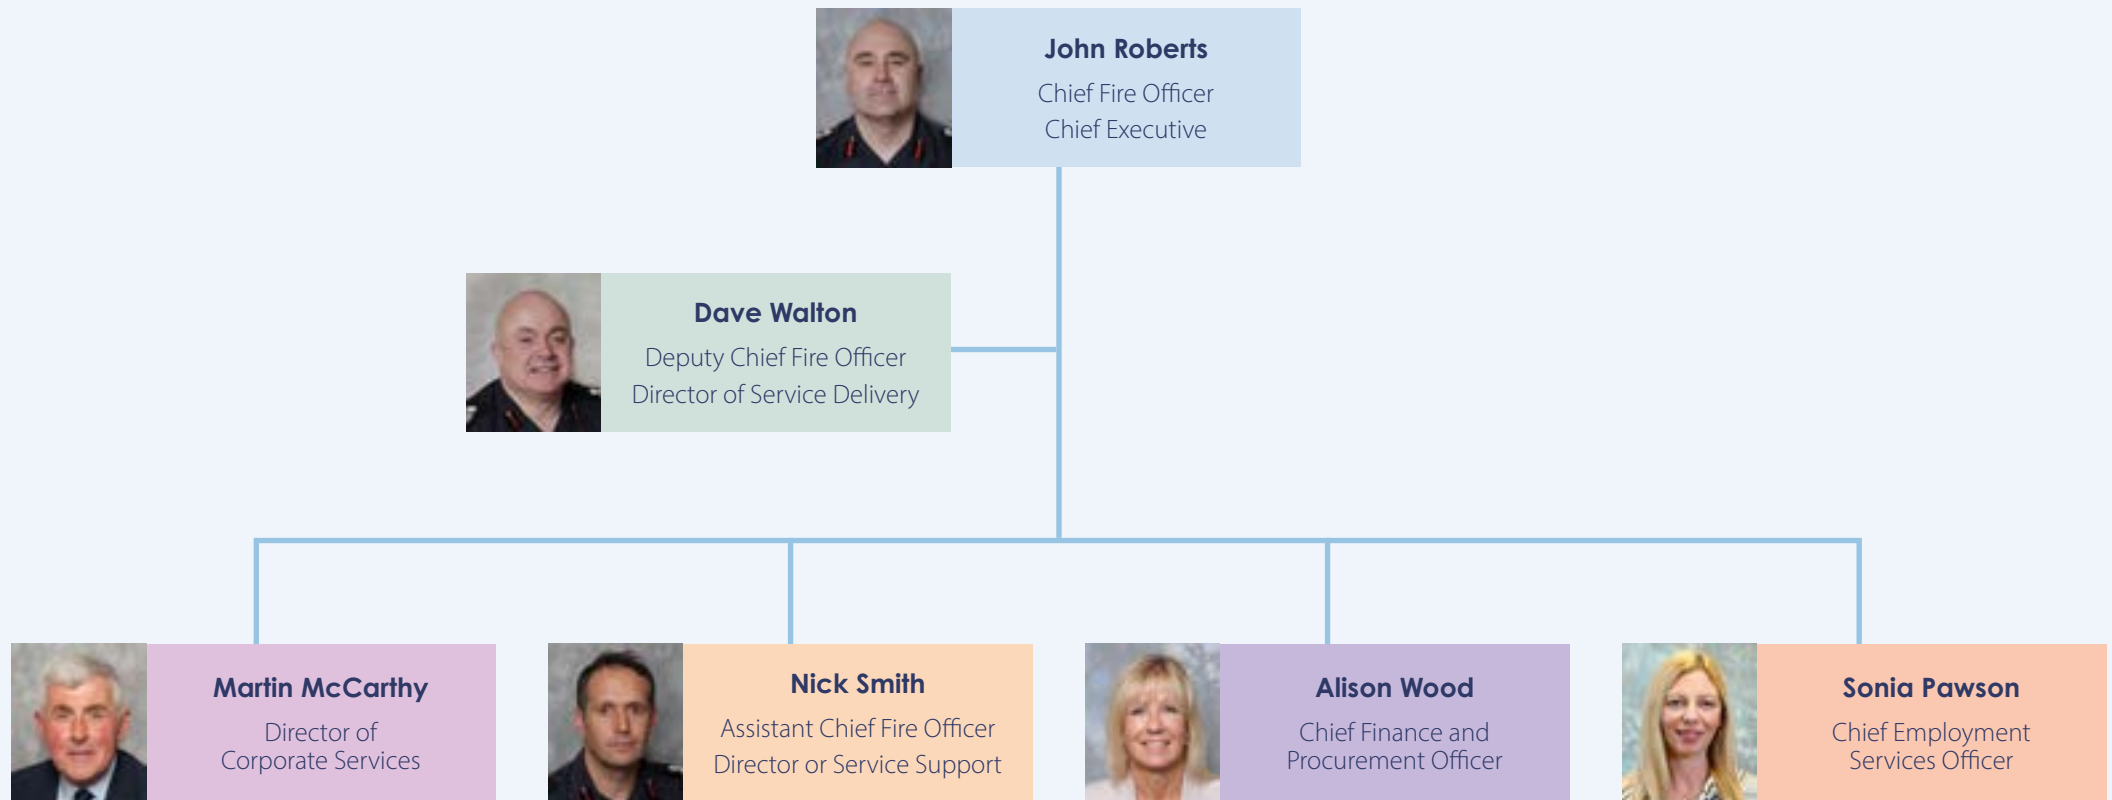 John Roberts
Chief Fire Officer
Chief Executive
Dave Walton
Deputy Chief Fire Officer
Director of Service Delivery
Martin McCarthy
Director of
Corporate Services
Nick Smith
Assistant Chief Fire Officer
Director or Service Support
Alison Wood
Chief Finance and
Procurement Officer
Sonia Pawson
Chief Employment
Services Officer